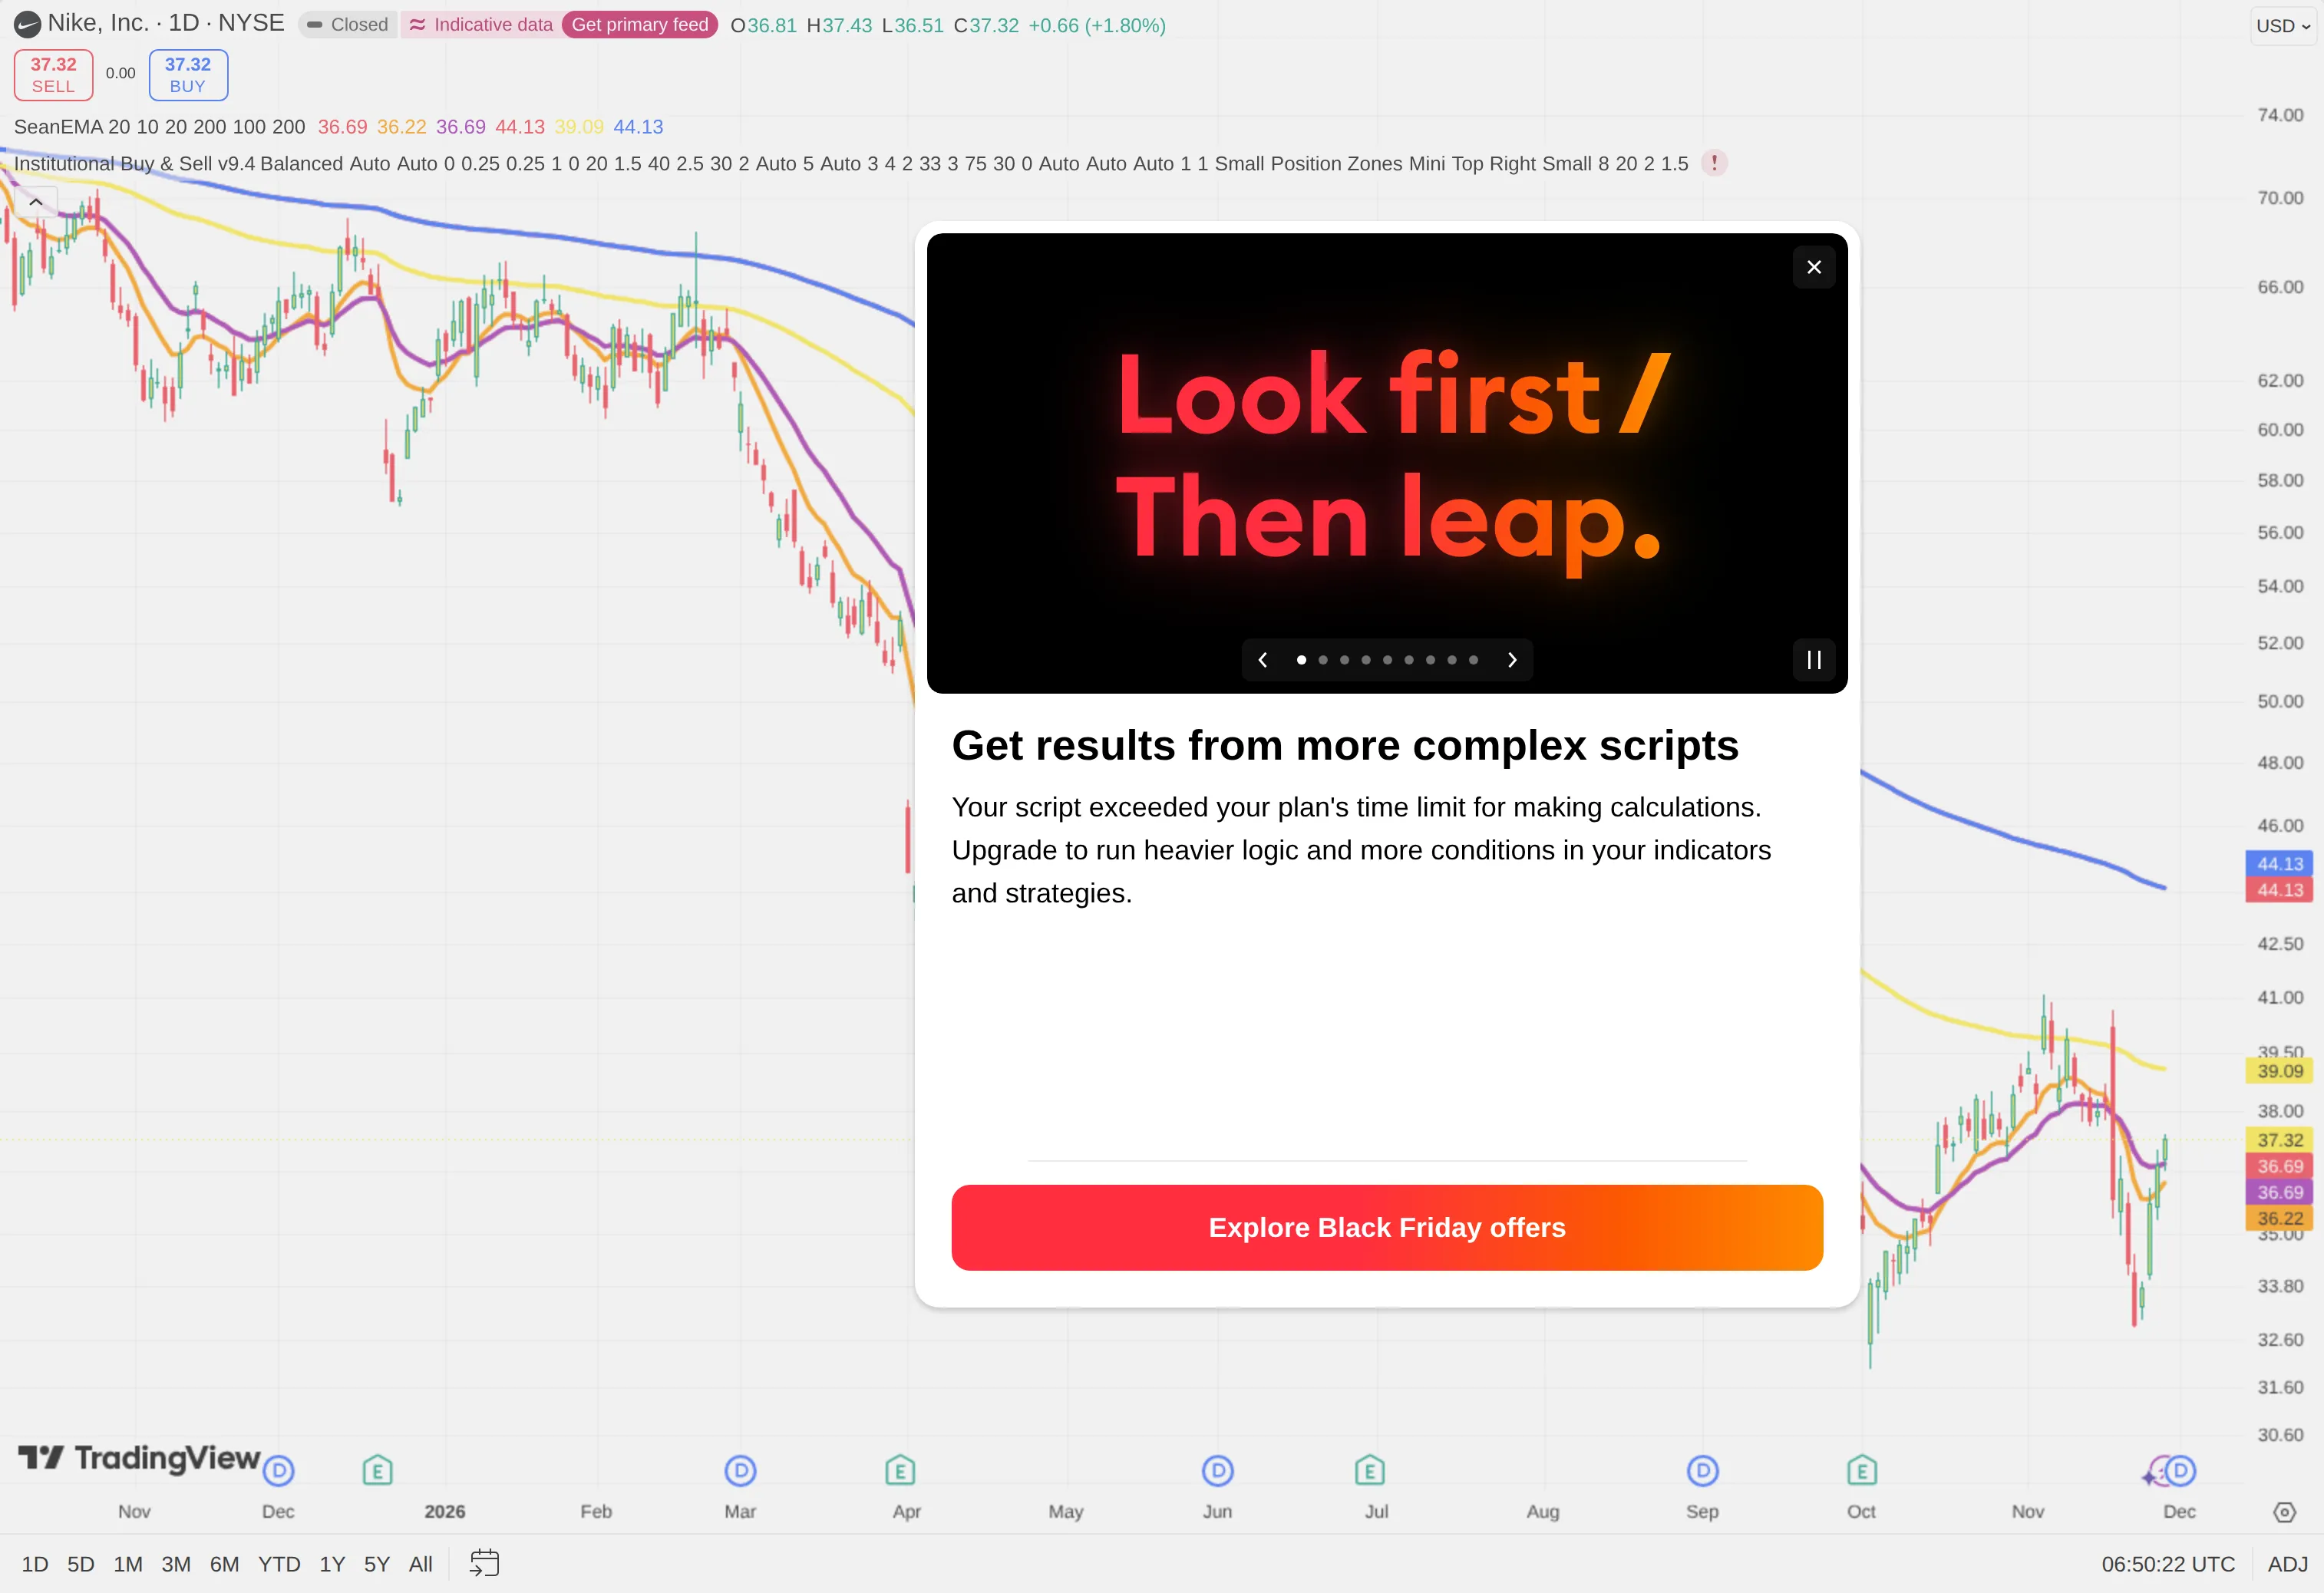 Nike, Inc. · 1D · NYSE Closed Indicative data Get primary feed O36.81 H37.43 L36.51 C37.32 +0.66 (+1.80%) USD
37.32 SELL 0.00 37.32 BUY
SeanEMA 20 10 20 200 100 200 36.69 36.22 36.69 44.13 39.09 44.13
Institutional Buy & Sell v9.4 Balanced Auto Auto 0 0.25 0.25 1 0 20 1.5 40 2.5 30 2 Auto 5 Auto 3 4 2 33 3 75 30 0 Auto Auto Auto 1 1 Small Position Zones Mini Top Right Small 8 20 2 1.5 !
Look first /
Then leap.
Get results from more complex scripts
Your script exceeded your plan's time limit for making calculations.
Upgrade to run heavier logic and more conditions in your indicators
and strategies.
Explore Black Friday offers
74.00
70.00
66.00
62.00
60.00
58.00
56.00
54.00
52.00
50.00
48.00
46.00
44.13
44.13
42.50
41.00
39.50
39.09
38.00
37.32
36.69
36.69
36.22
35.00
33.80
32.60
31.60
30.60
TradingView D E D E D E D E D
Nov Dec 2026 Feb Mar Apr May Jun Jul Aug Sep Oct Nov Dec
1D 5D 1M 3M 6M YTD 1Y 5Y All 06:50:22 UTC ADJ